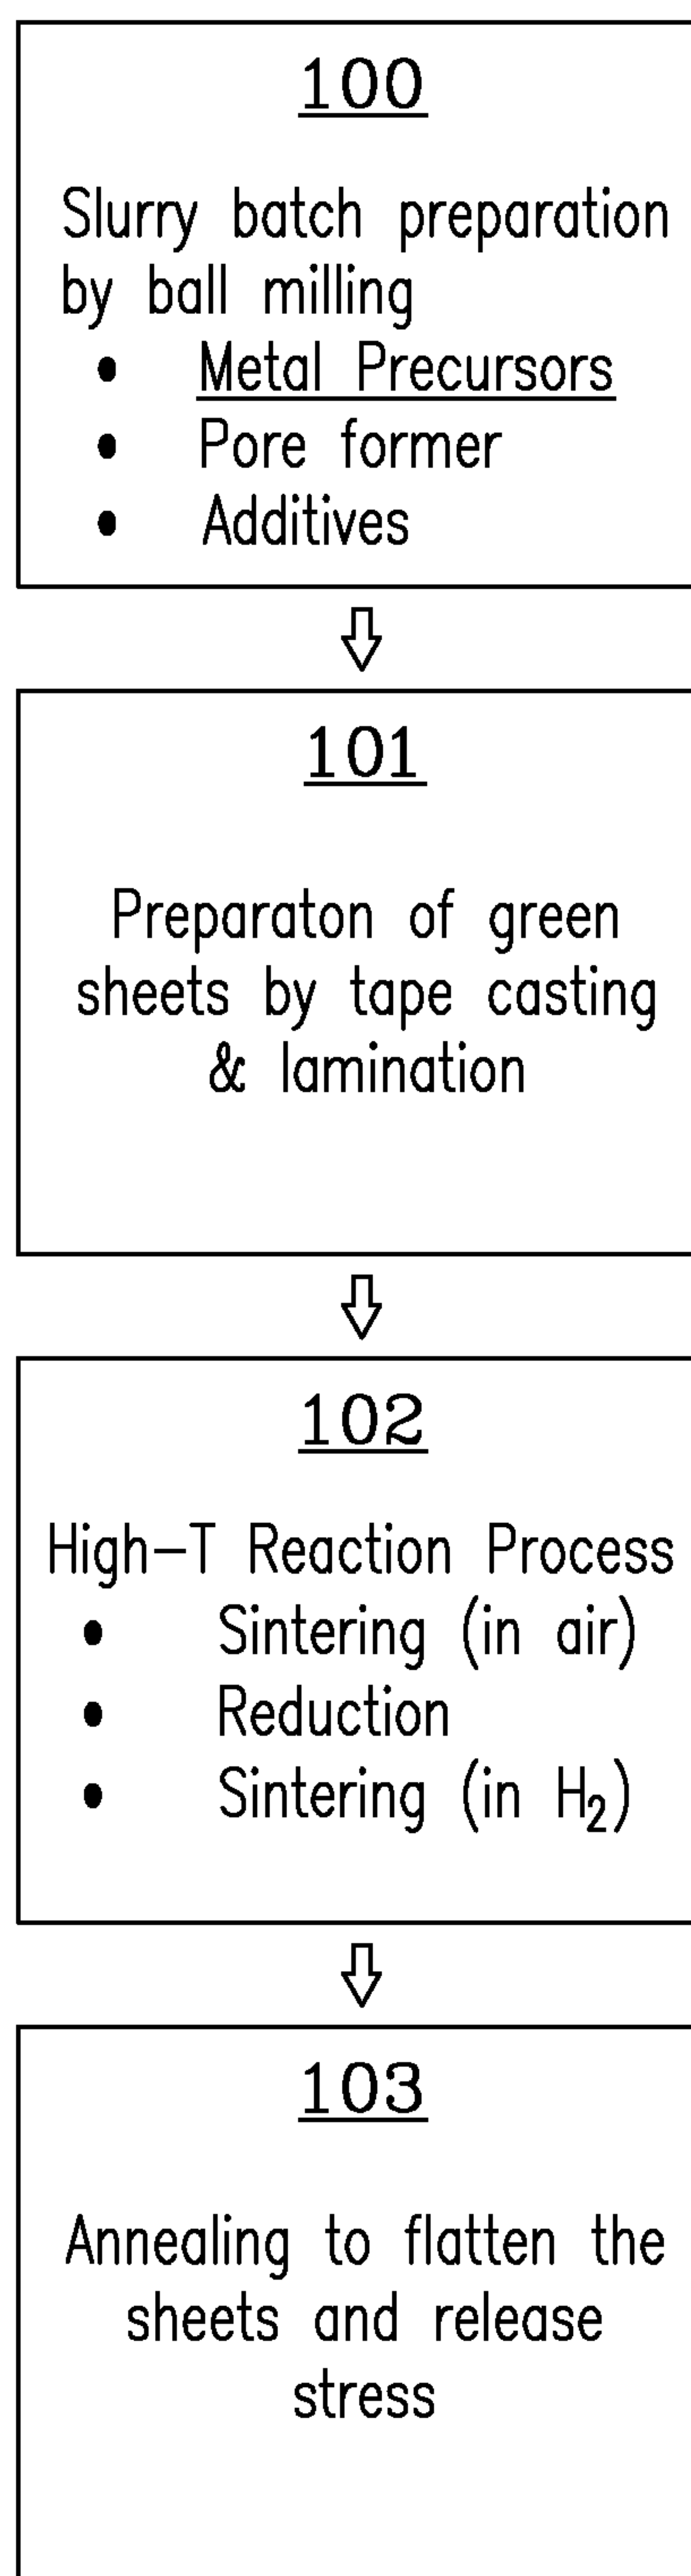 100
Slurry batch preparation
by ball milling
• Metal Precursors
• Pore former
• Additives
101
Preparaton of green
sheets by tape casting
& lamination
102
High-T Reaction Process
• Sintering (in air)
• Reduction
• Sintering (in H₂)
103
Annealing to flatten the
sheets and release
stress